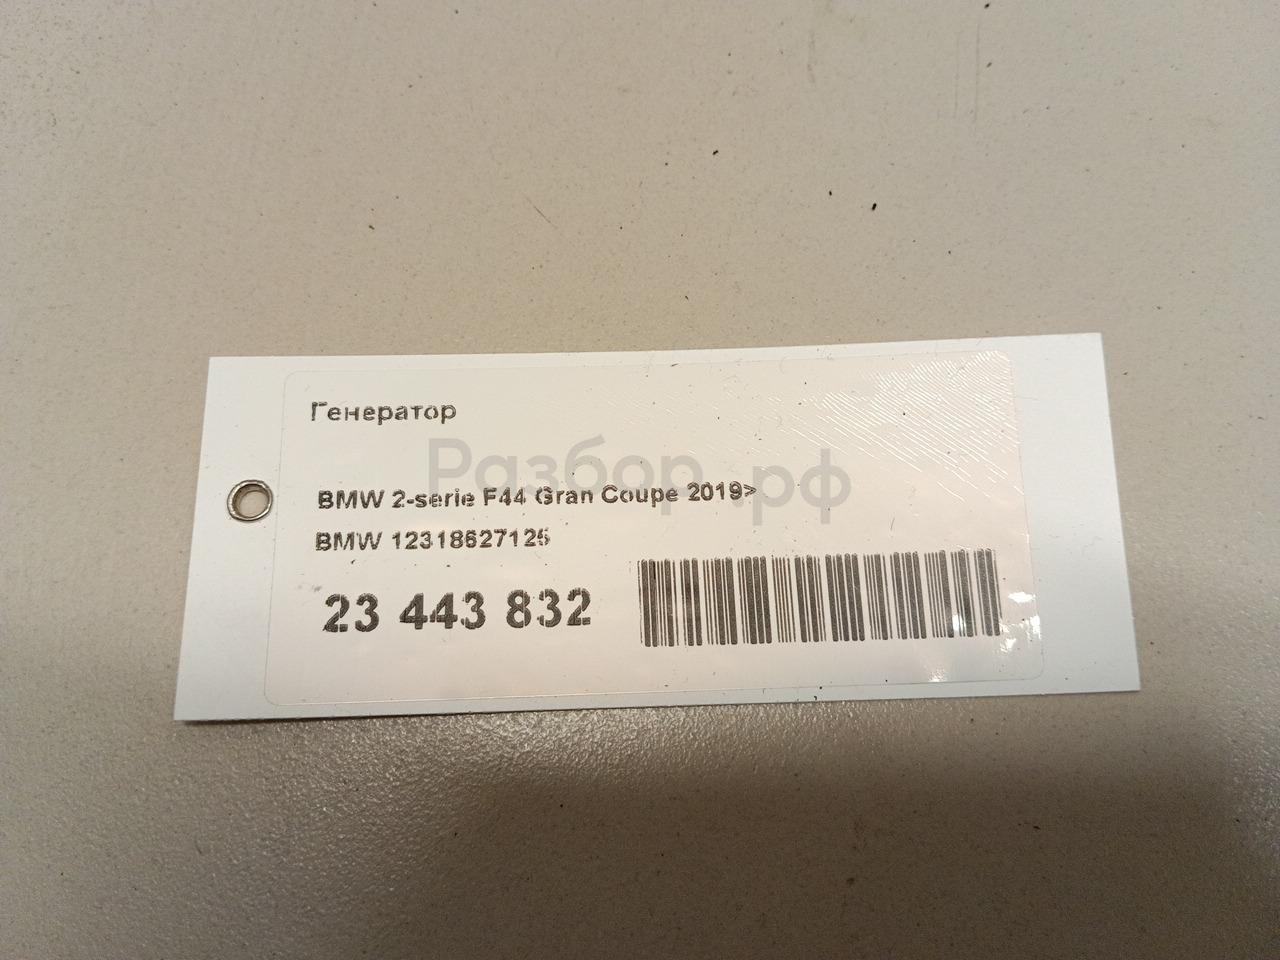 Генератор
Разбор.рф
BMW 2-serie F44 Gran Coupe 2019>
BMW 12318627125
23 443 832